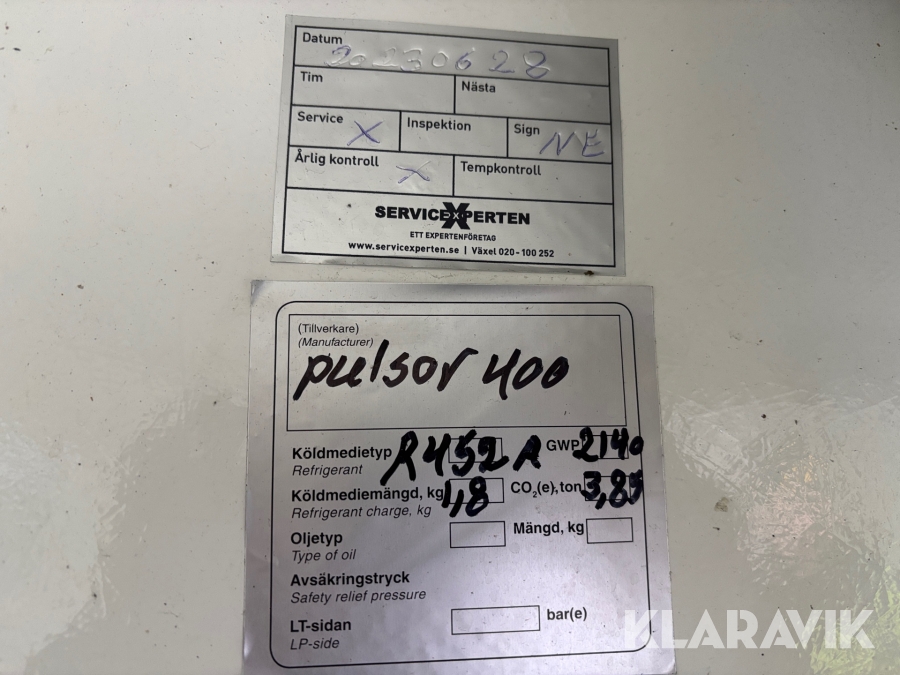 Datum 20230628
Tim
Nästa
Service X
Inspektion
Sign NE
Årlig kontroll X
Tempkontroll
SERVICEXPERTEN
ETT EXPERTENFÖRETAG
www.servicexperten.se | Växel 020-100 252
(Tillverkare)
(Manufacturer)
pulsor 400
Köldmedietyp R452A GWP 2140
Refrigerant
Köldmediemängd, kg 1,8 CO2(e), ton 3,85
Refrigerant charge, kg
Oljetyp Mängd, kg
Type of oil
Avsäkringstryck
Safety relief pressure
LT-sidan bar(e)
LP-side
KLARAVIK